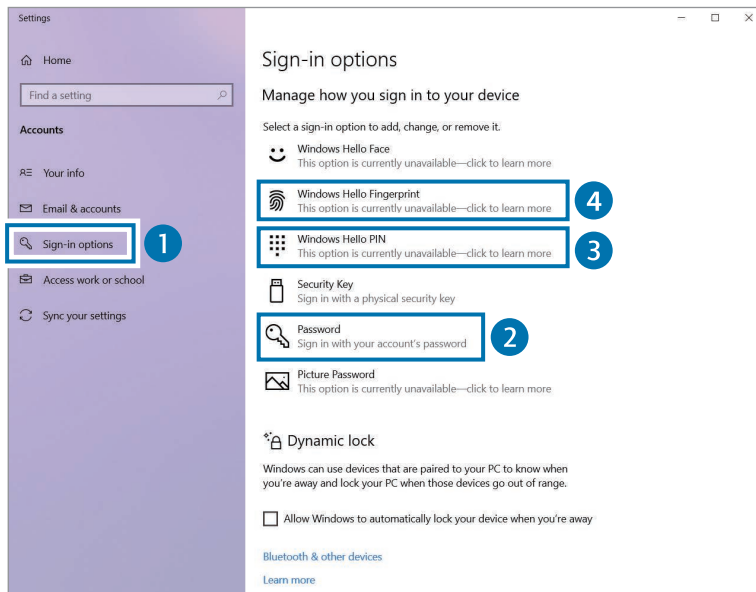 Settings
Home
Find a setting
Accounts
Your info
Email & accounts
Sign-in options
1
Access work or school
Sync your settings
Sign-in options
Manage how you sign in to your device
Select a sign-in option to add, change, or remove it.
Windows Hello Face
This option is currently unavailable—click to learn more
Windows Hello Fingerprint
This option is currently unavailable—click to learn more
4
Windows Hello PIN
This option is currently unavailable—click to learn more
3
Security Key
Sign in with a physical security key
Password
Sign in with your account's password
2
Picture Password
This option is currently unavailable—click to learn more
Dynamic lock
Windows can use devices that are paired to your PC to know when
you're away and lock your PC when those devices go out of range.
Allow Windows to automatically lock your device when you're away
Bluetooth & other devices
Learn more